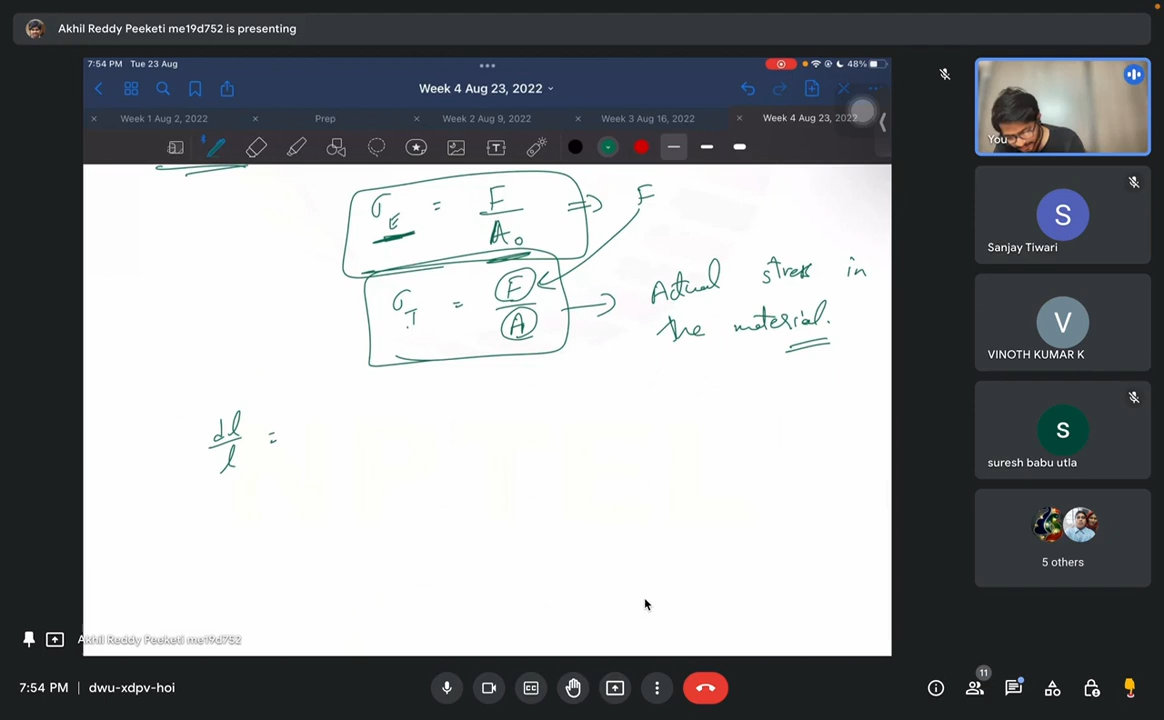 Akhil Reddy Peeketi me19d752 is presenting
7:54 PM Tue 23 Aug
48%
Week 4 Aug 23, 2022
Week 1 Aug 2, 2022
Prep
Week 2 Aug 9, 2022
Week 3 Aug 16, 2022
Week 4 Aug 23, 2022
T
σE = F/A₀ ⇒ F
σT = F/A → Actual stress in
the material.
dl/l =
You
S
Sanjay Tiwari
V
VINOTH KUMAR K
S
suresh babu utla
5 others
Akhil Reddy Peeketi me19d752
7:54 PM | dwu-xdpv-hoi
11